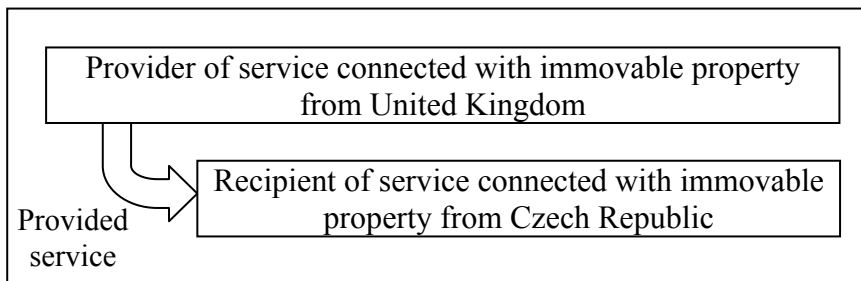 Provider of service connected with immovable property
from United Kingdom
Recipient of service connected with immovable
property from Czech Republic
Provided
service